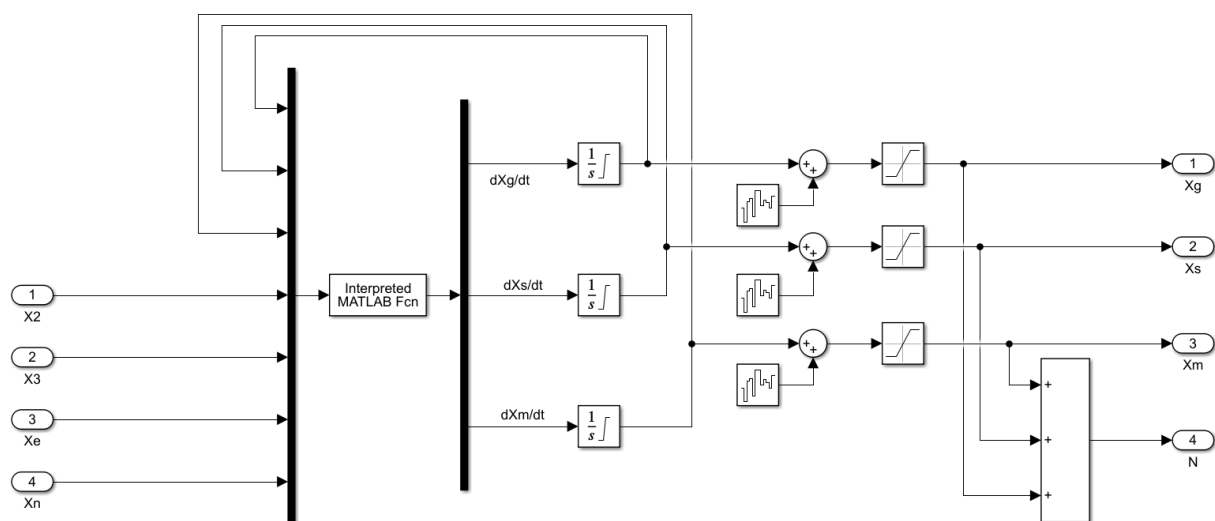 dXg/dt
1
s
+
+
1
Xg
dXs/dt
1
s
+
+
2
Xs
Interpreted
MATLAB Fcn
1
X2
2
X3
3
Xe
4
Xn
dXm/dt
1
s
+
+
3
Xm
+
+
+
4
N